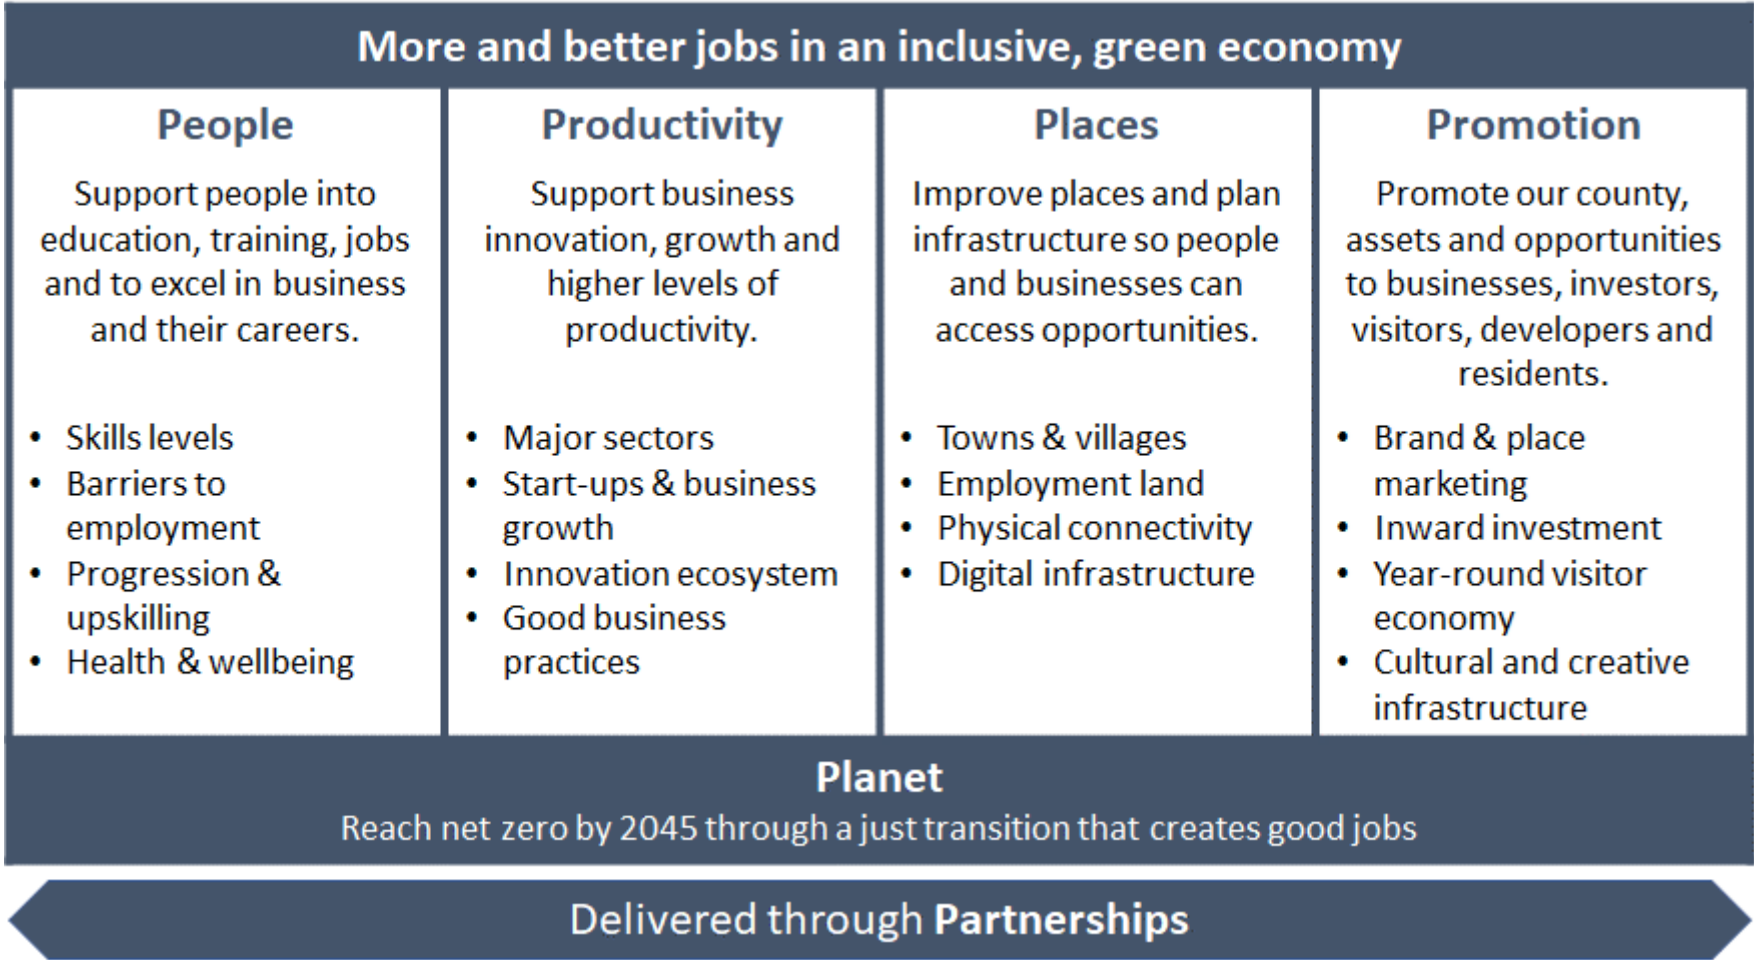 More and better jobs in an inclusive, green economy
People
Support people into
education, training, jobs
and to excel in business
and their careers.
• Skills levels
• Barriers to
employment
• Progression &
upskilling
• Health & wellbeing
Productivity
Support business
innovation, growth and
higher levels of
productivity.
• Major sectors
• Start-ups & business
growth
• Innovation ecosystem
• Good business
practices
Places
Improve places and plan
infrastructure so people
and businesses can
access opportunities.
• Towns & villages
• Employment land
• Physical connectivity
• Digital infrastructure
Promotion
Promote our county,
assets and opportunities
to businesses, investors,
visitors, developers and
residents.
• Brand & place
marketing
• Inward investment
• Year-round visitor
economy
• Cultural and creative
infrastructure
Planet
Reach net zero by 2045 through a just transition that creates good jobs
Delivered through Partnerships